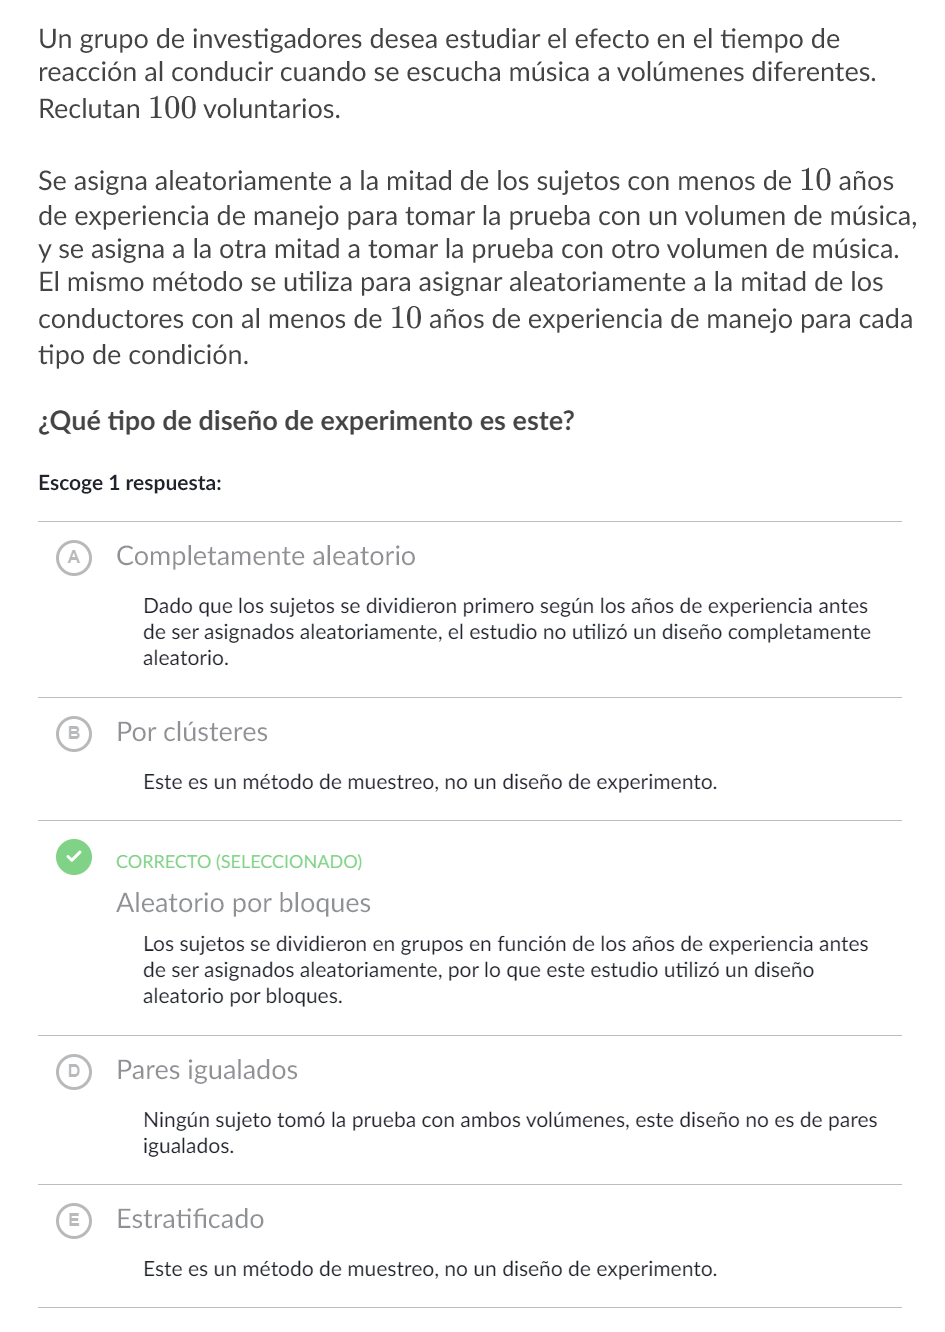 Un grupo de investigadores desea estudiar el efecto en el tiempo de
reacción al conducir cuando se escucha música a volúmenes diferentes.
Reclutan 100 voluntarios.
Se asigna aleatoriamente a la mitad de los sujetos con menos de 10 años
de experiencia de manejo para tomar la prueba con un volumen de música,
y se asigna a la otra mitad a tomar la prueba con otro volumen de música.
El mismo método se utiliza para asignar aleatoriamente a la mitad de los
conductores con al menos de 10 años de experiencia de manejo para cada
tipo de condición.
¿Qué tipo de diseño de experimento es este?
Escoge 1 respuesta:
A Completamente aleatorio
Dado que los sujetos se dividieron primero según los años de experiencia antes
de ser asignados aleatoriamente, el estudio no utilizó un diseño completamente
aleatorio.
B Por clústeres
Este es un método de muestreo, no un diseño de experimento.
CORRECTO (SELECCIONADO)
Aleatorio por bloques
Los sujetos se dividieron en grupos en función de los años de experiencia antes
de ser asignados aleatoriamente, por lo que este estudio utilizó un diseño
aleatorio por bloques.
D Pares igualados
Ningún sujeto tomó la prueba con ambos volúmenes, este diseño no es de pares
igualados.
E Estratificado
Este es un método de muestreo, no un diseño de experimento.